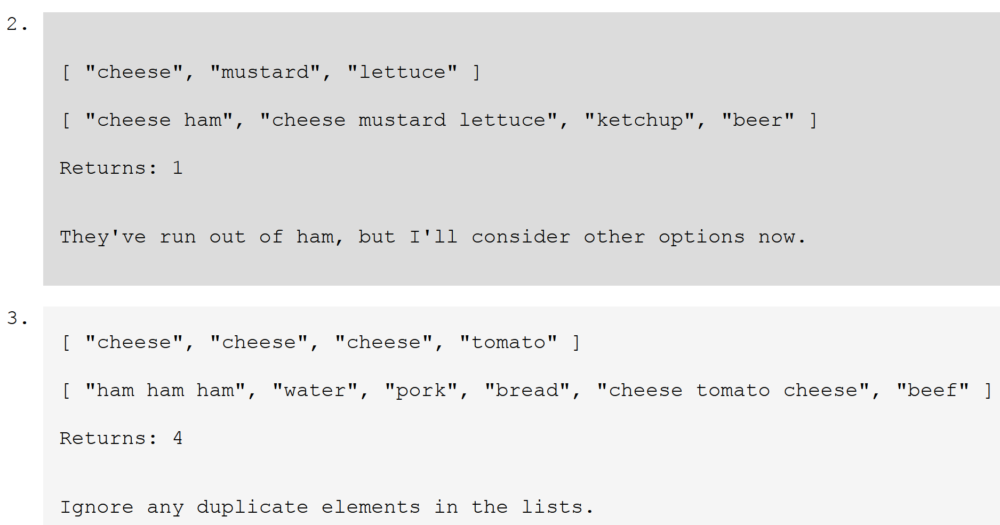 2.
[ "cheese", "mustard", "lettuce" ]
[ "cheese ham", "cheese mustard lettuce", "ketchup", "beer" ]
Returns: 1
They've run out of ham, but I'll consider other options now.
3.
[ "cheese", "cheese", "cheese", "tomato" ]
[ "ham ham ham", "water", "pork", "bread", "cheese tomato cheese", "beef" ]
Returns: 4
Ignore any duplicate elements in the lists.